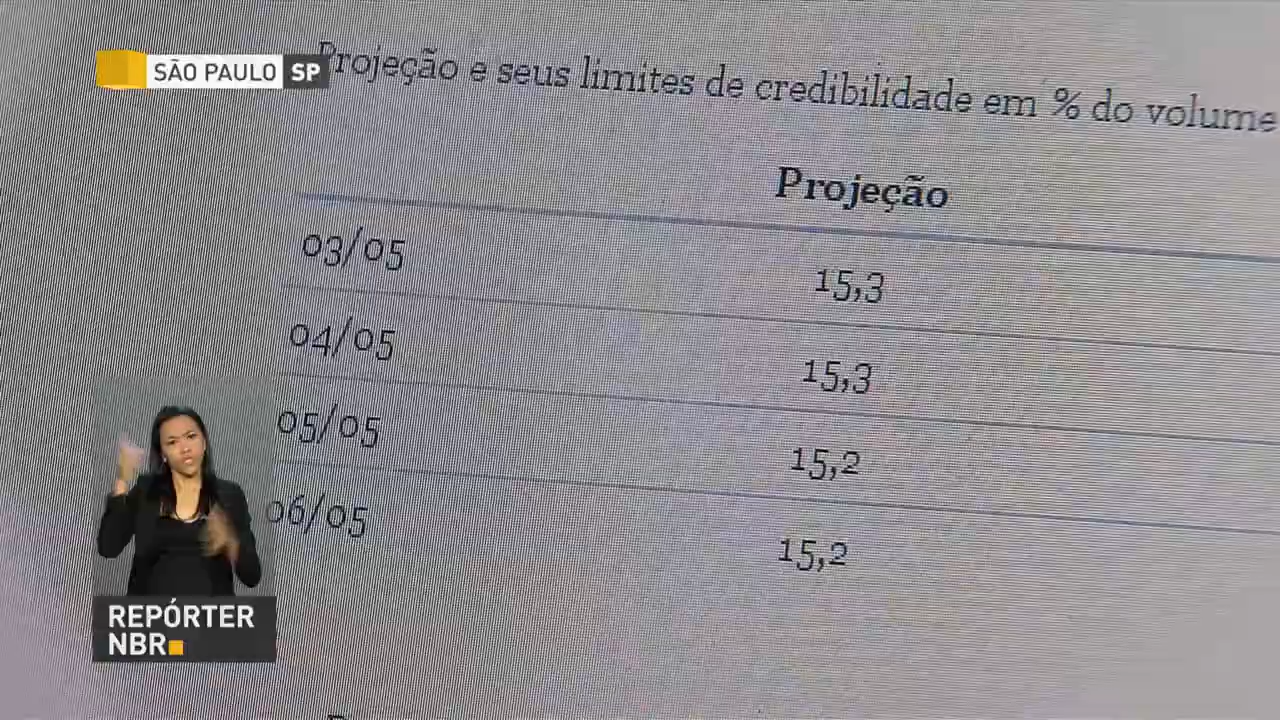 SÃO PAULO SP
Projeção e seus limites de credibilidade em % do volume
Projeção
03/05 15,3
04/05 15,3
05/05 15,2
06/05 15,2
REPÓRTER
NBR